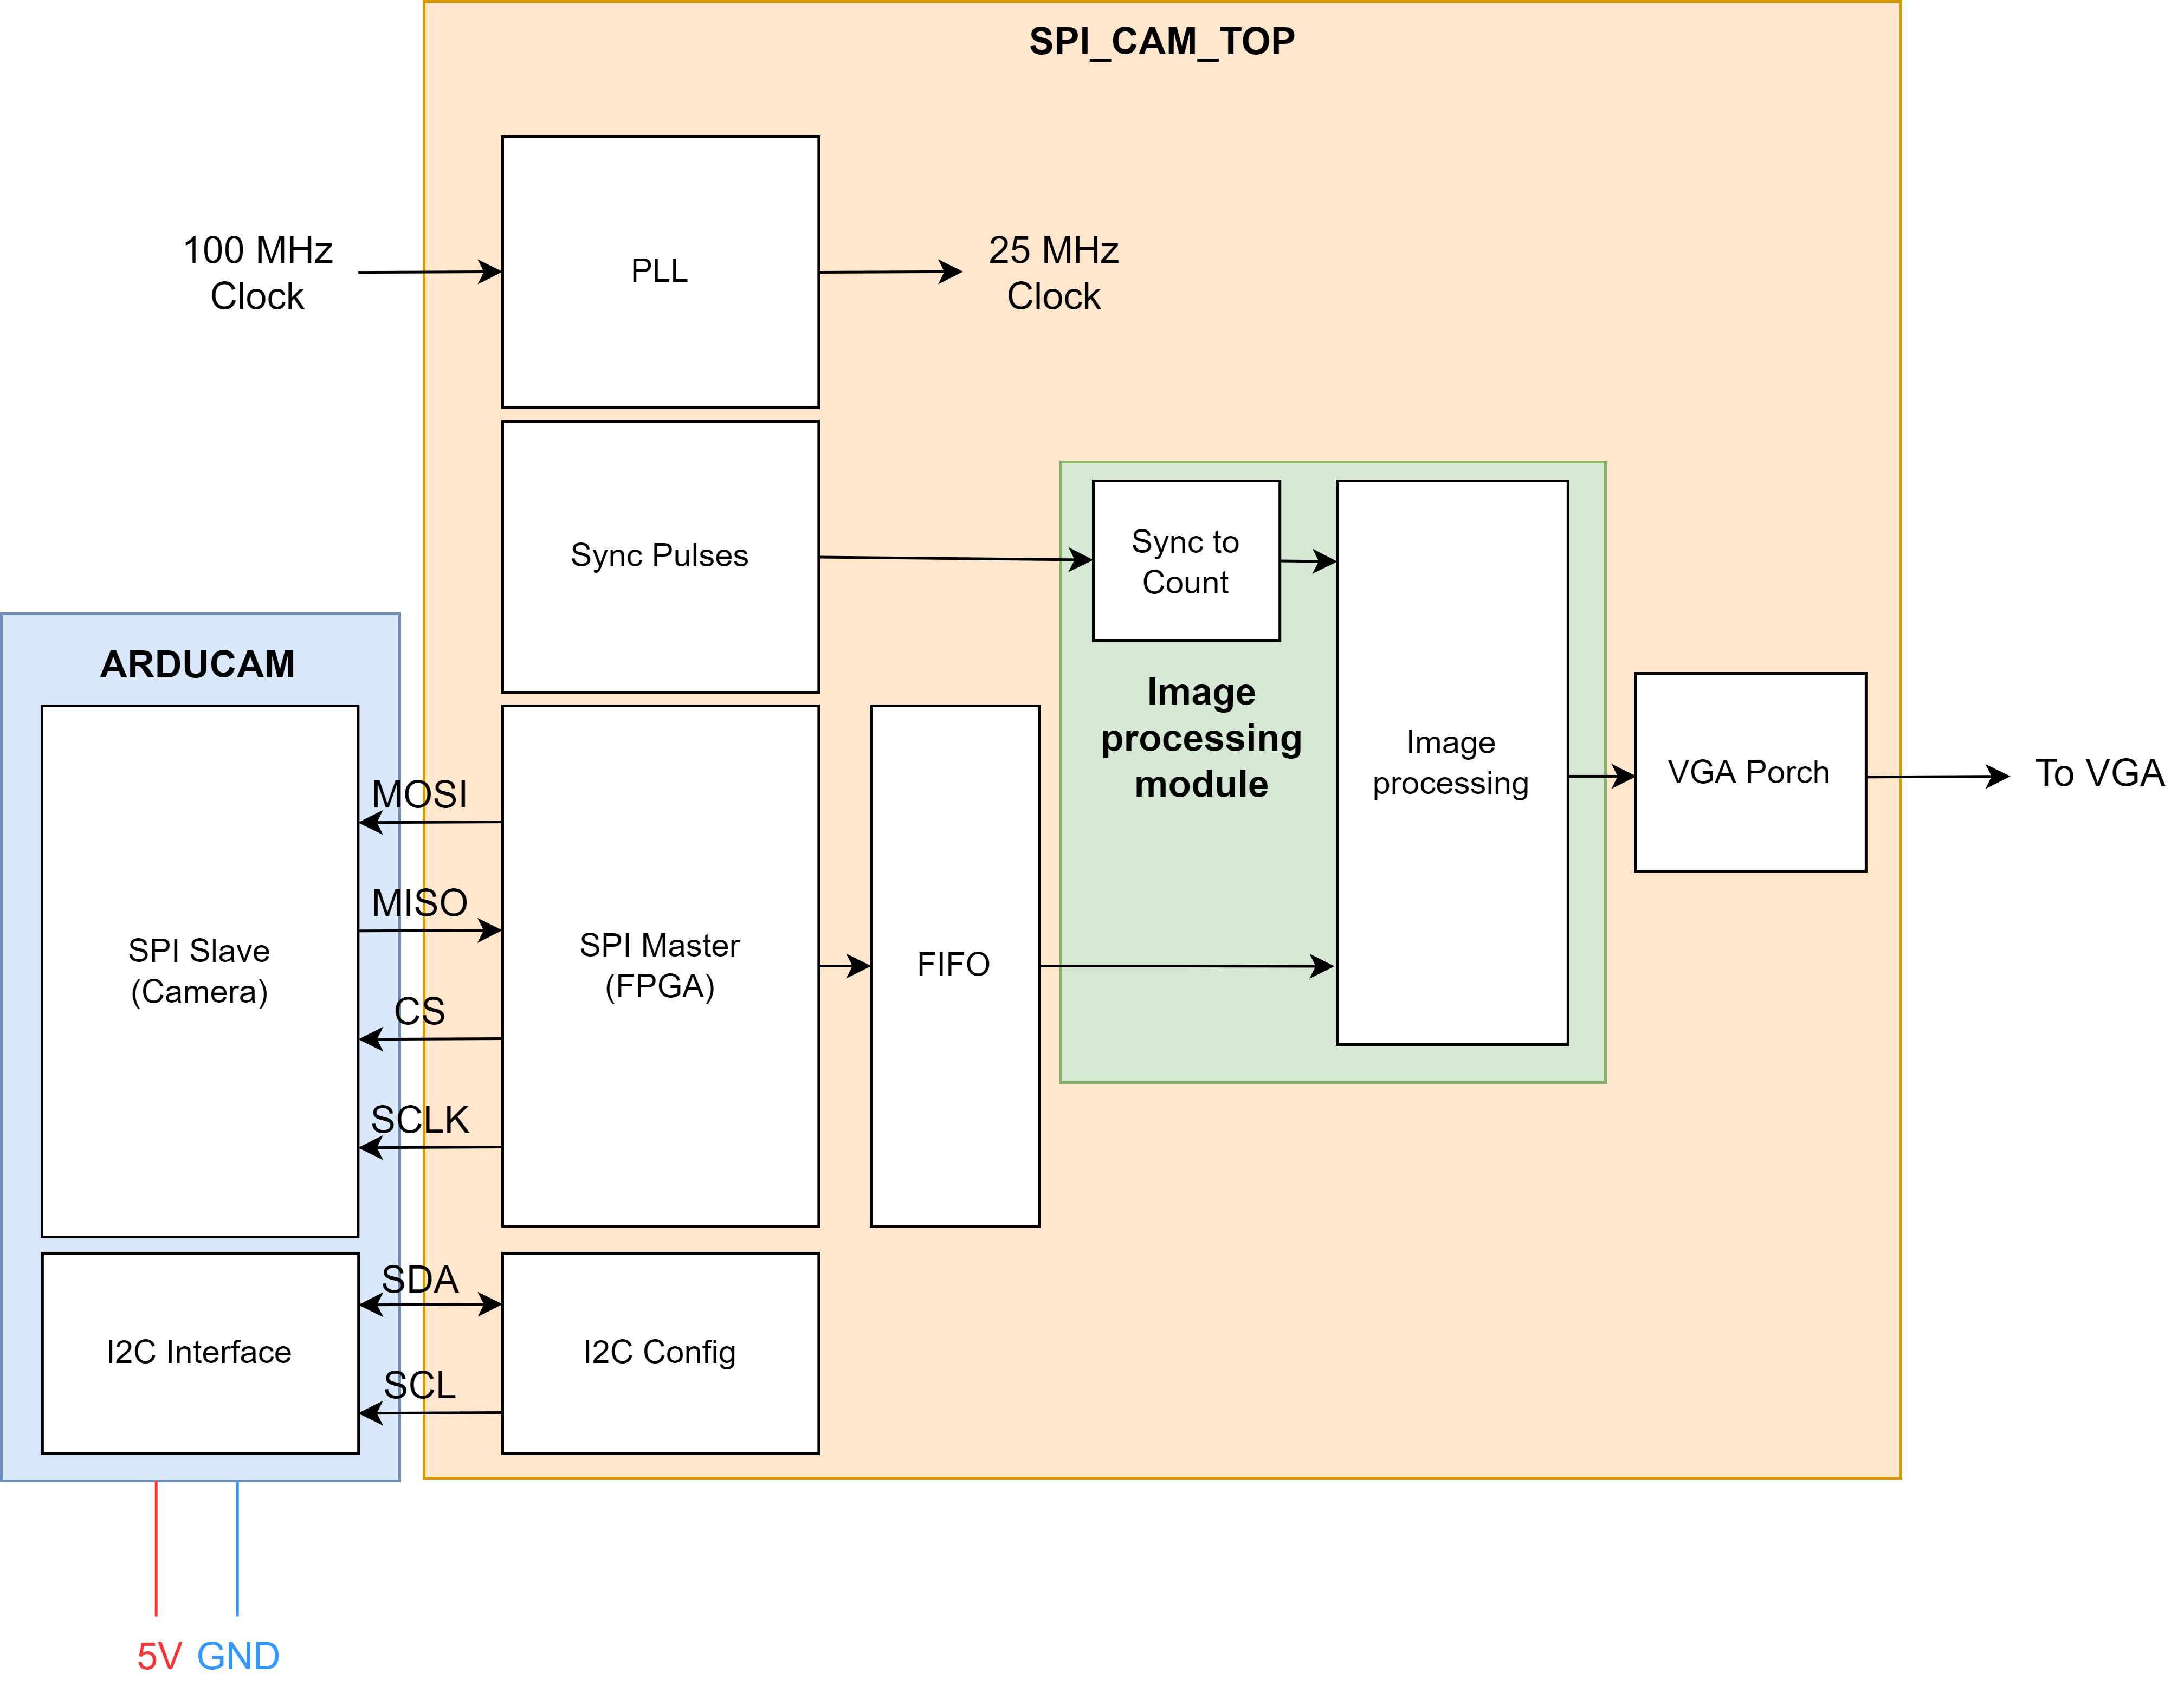 SPI_CAM_TOP
100 MHz
Clock
PLL
25 MHz
Clock
Sync Pulses
Sync to
Count
Image
processing
module
Image
processing
VGA Porch
To VGA
ARDUCAM
SPI Slave
(Camera)
MOSI
MISO
CS
SCLK
SPI Master
(FPGA)
FIFO
I2C Interface
SDA
SCL
I2C Config
5V GND